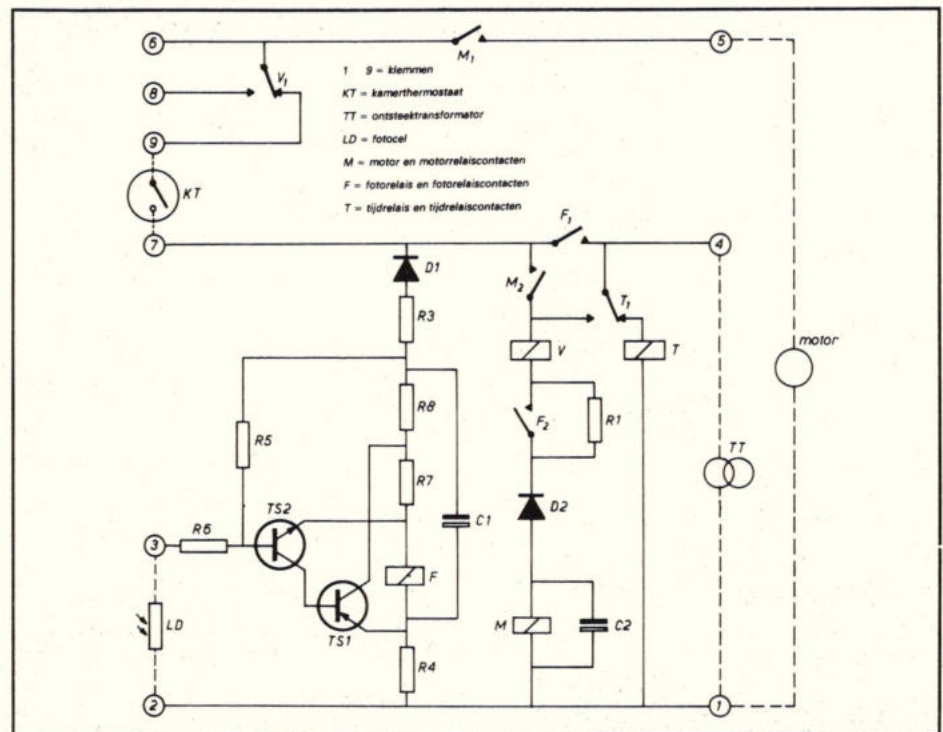 6
5
M1
V1
8
9
1 9 = klemmen
KT = kamerthermostaat
TT = ontsteektransformator
LD = fotocel
M = motor en motorrelaiscontacten
F = fotorelais en fotorelaiscontacten
T = tijdrelais en tijdrelaiscontacten
KT
7
F1
4
D1
M2
T1
R3
V
T
motor
R8
F2
R1
R5
R7
TT
TS2
C1
D2
R6
3
F
LD
TS1
M
C2
R4
2
1